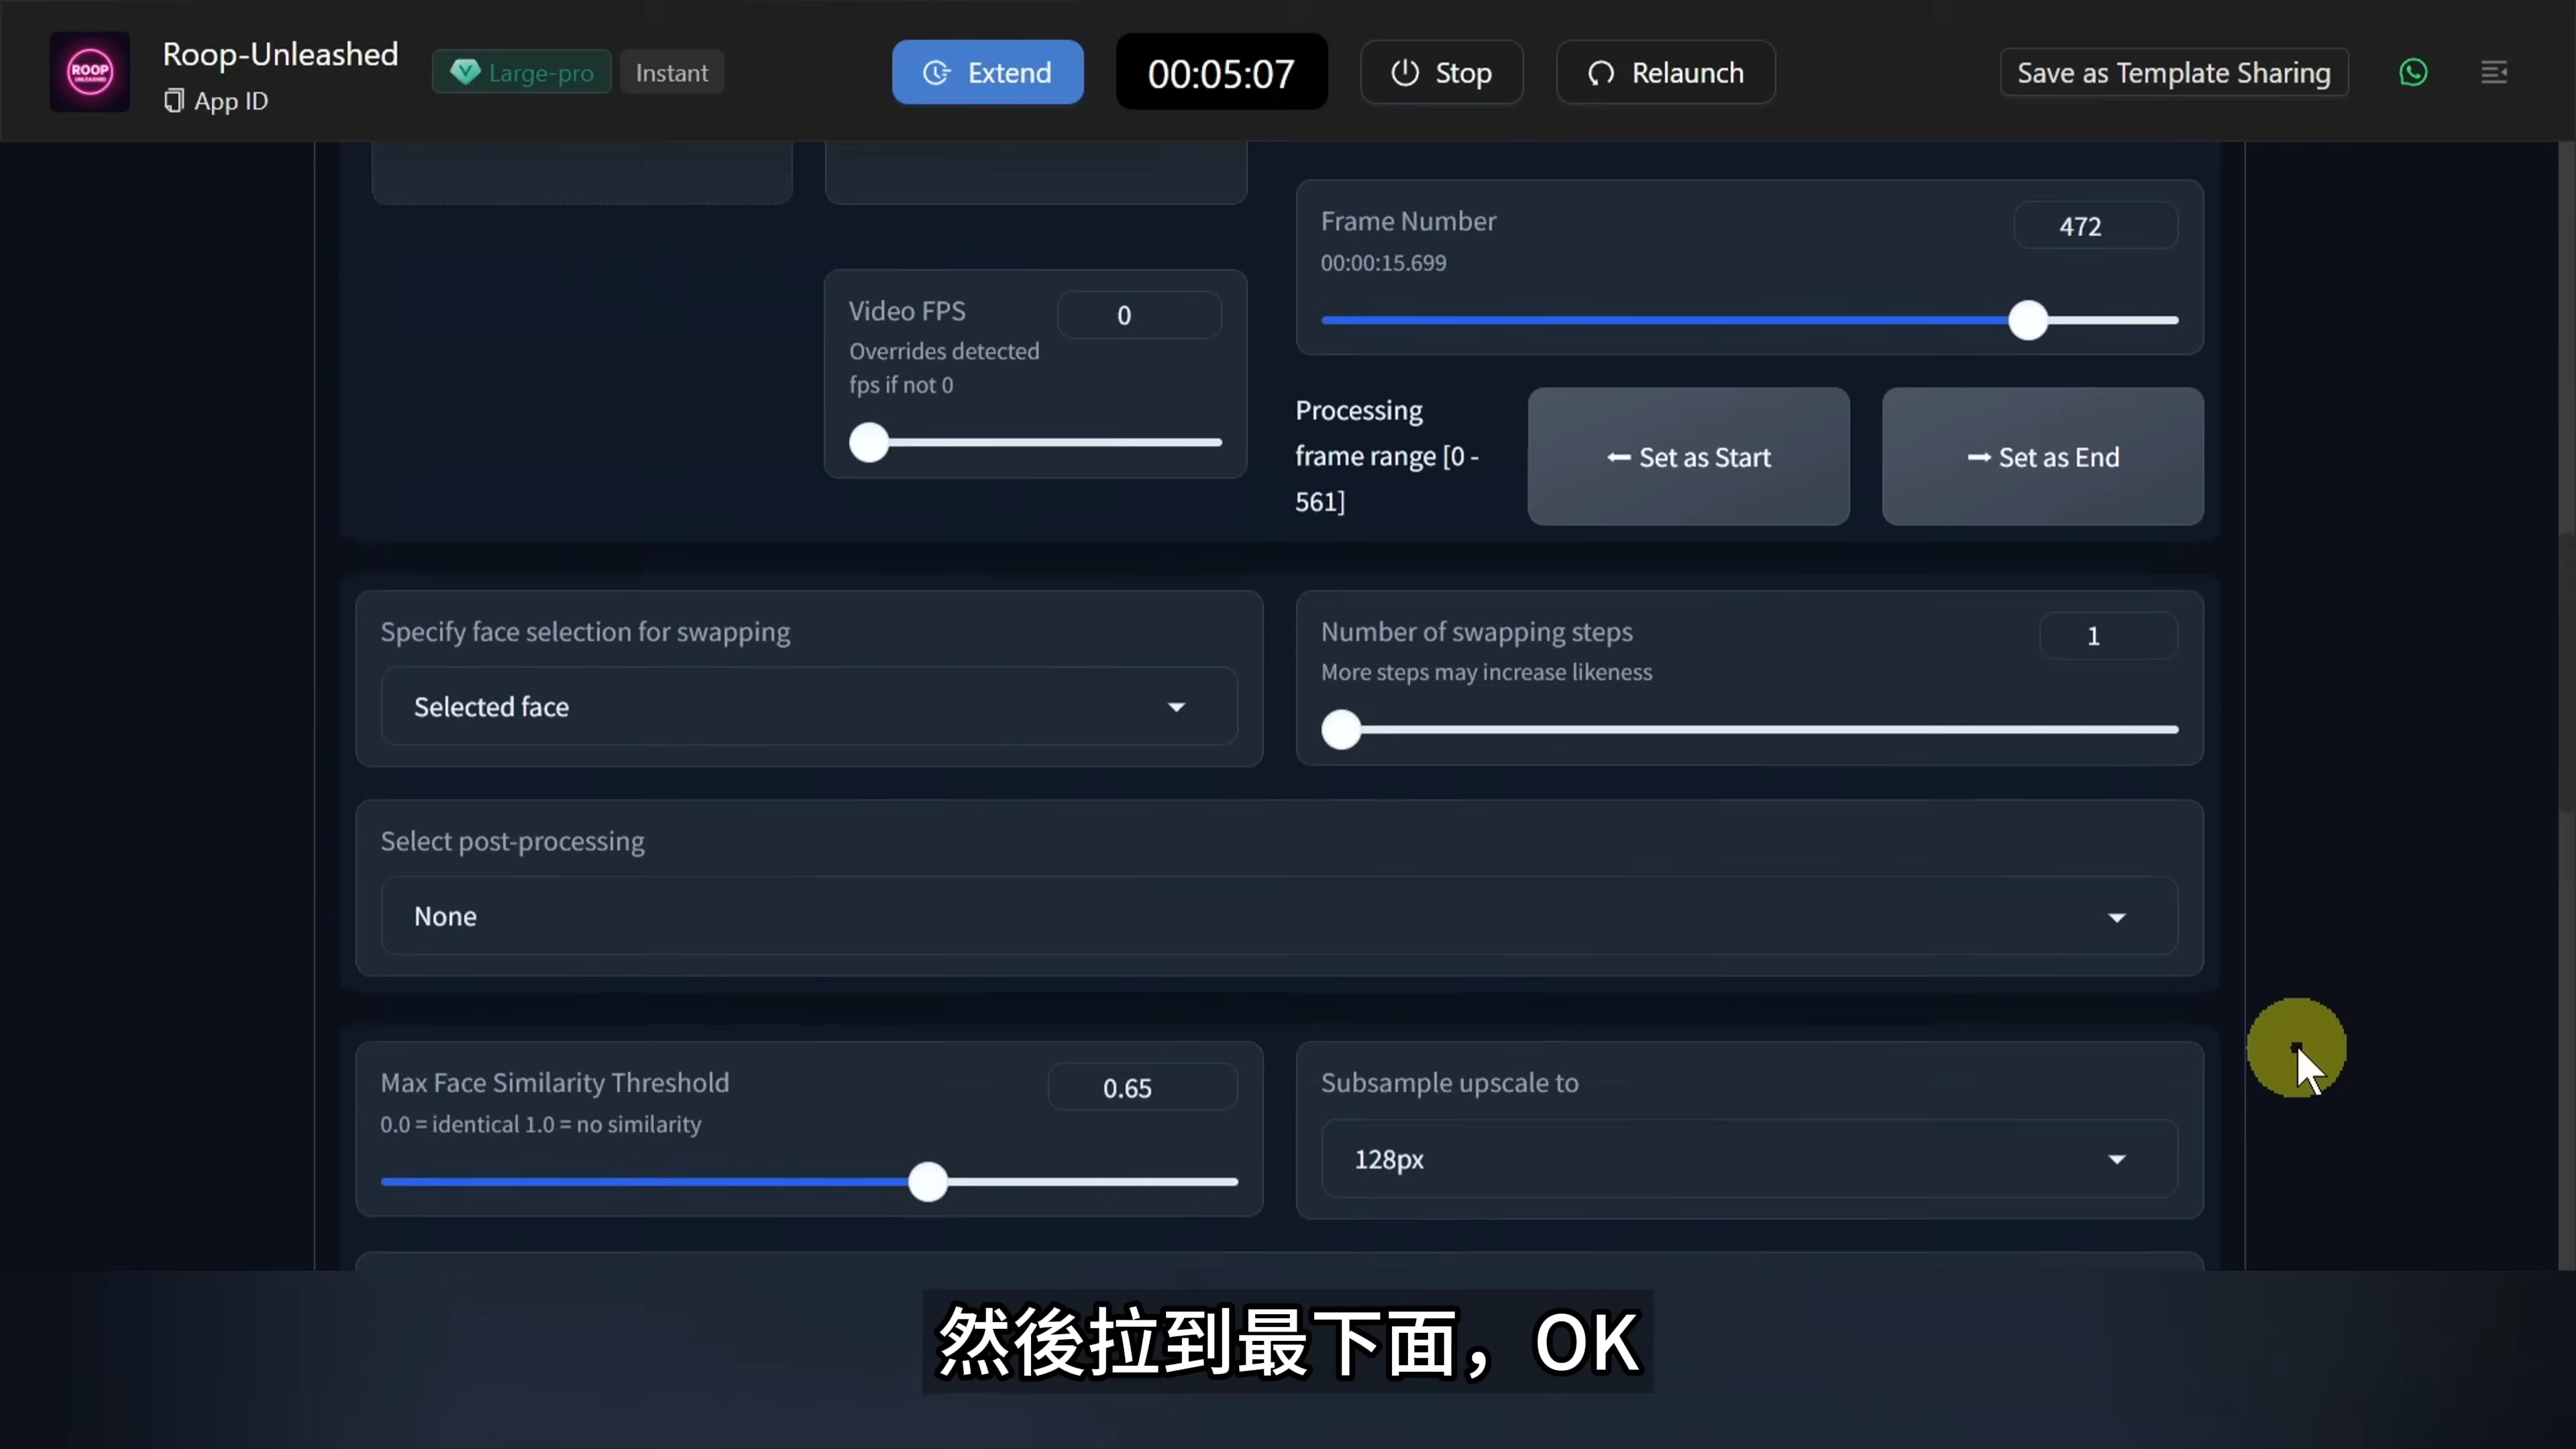 ROOP
UNLEASHED
Roop-Unleashed
App ID
Large-pro
Instant
Extend
00:05:07
Stop
Relaunch
Save as Template Sharing
Frame Number
472
00:00:15.699
Video FPS
0
Overrides detected
fps if not 0
Processing
frame range [0 -
561]
Set as Start
Set as End
Specify face selection for swapping
Selected face
Number of swapping steps
1
More steps may increase likeness
Select post-processing
None
Max Face Similarity Threshold
0.65
0.0 = identical 1.0 = no similarity
Subsample upscale to
128px
然後拉到最下面，OK